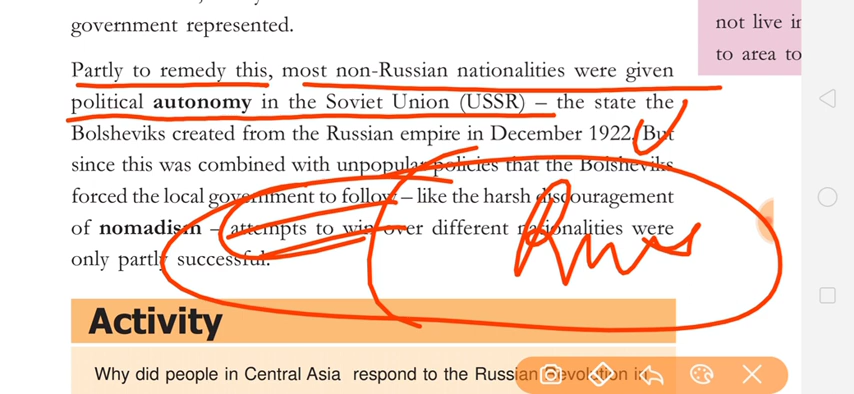 government represented.
not live in
to area to
Partly to remedy this, most non-Russian nationalities were given
political autonomy in the Soviet Union (USSR) – the state the
Bolsheviks created from the Russian empire in December 1922. But
since this was combined with unpopular policies that the Bolsheviks
forced the local government to follow – like the harsh discouragement
of nomadism – attempts to win over different nationalities were
only partly successful.
Activity
Why did people in Central Asia respond to the Russian Revolution in